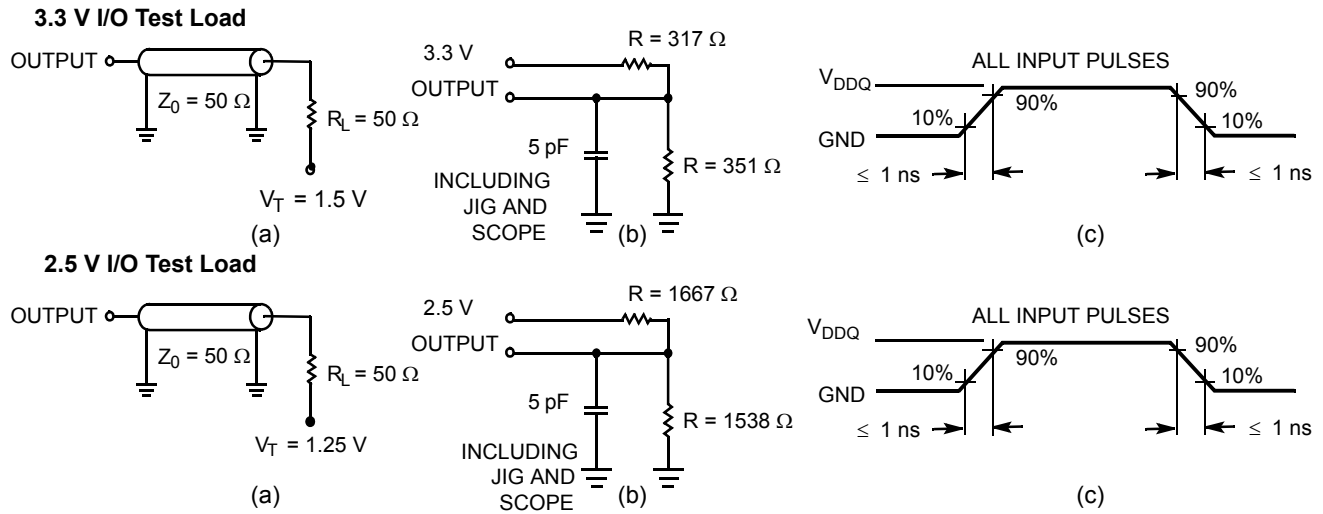 3.3 V I/O Test Load
OUTPUT
Z0 = 50 Ω
RL = 50 Ω
VT = 1.5 V
(a)
3.3 V
OUTPUT
R = 317 Ω
5 pF
R = 351 Ω
INCLUDING
JIG AND
SCOPE
(b)
ALL INPUT PULSES
VDDQ
GND
10%
90%
90%
10%
≤ 1 ns
≤ 1 ns
(c)
2.5 V I/O Test Load
OUTPUT
Z0 = 50 Ω
RL = 50 Ω
VT = 1.25 V
(a)
2.5 V
OUTPUT
R = 1667 Ω
5 pF
R = 1538 Ω
INCLUDING
JIG AND
SCOPE
(b)
ALL INPUT PULSES
VDDQ
GND
10%
90%
90%
10%
≤ 1 ns
≤ 1 ns
(c)